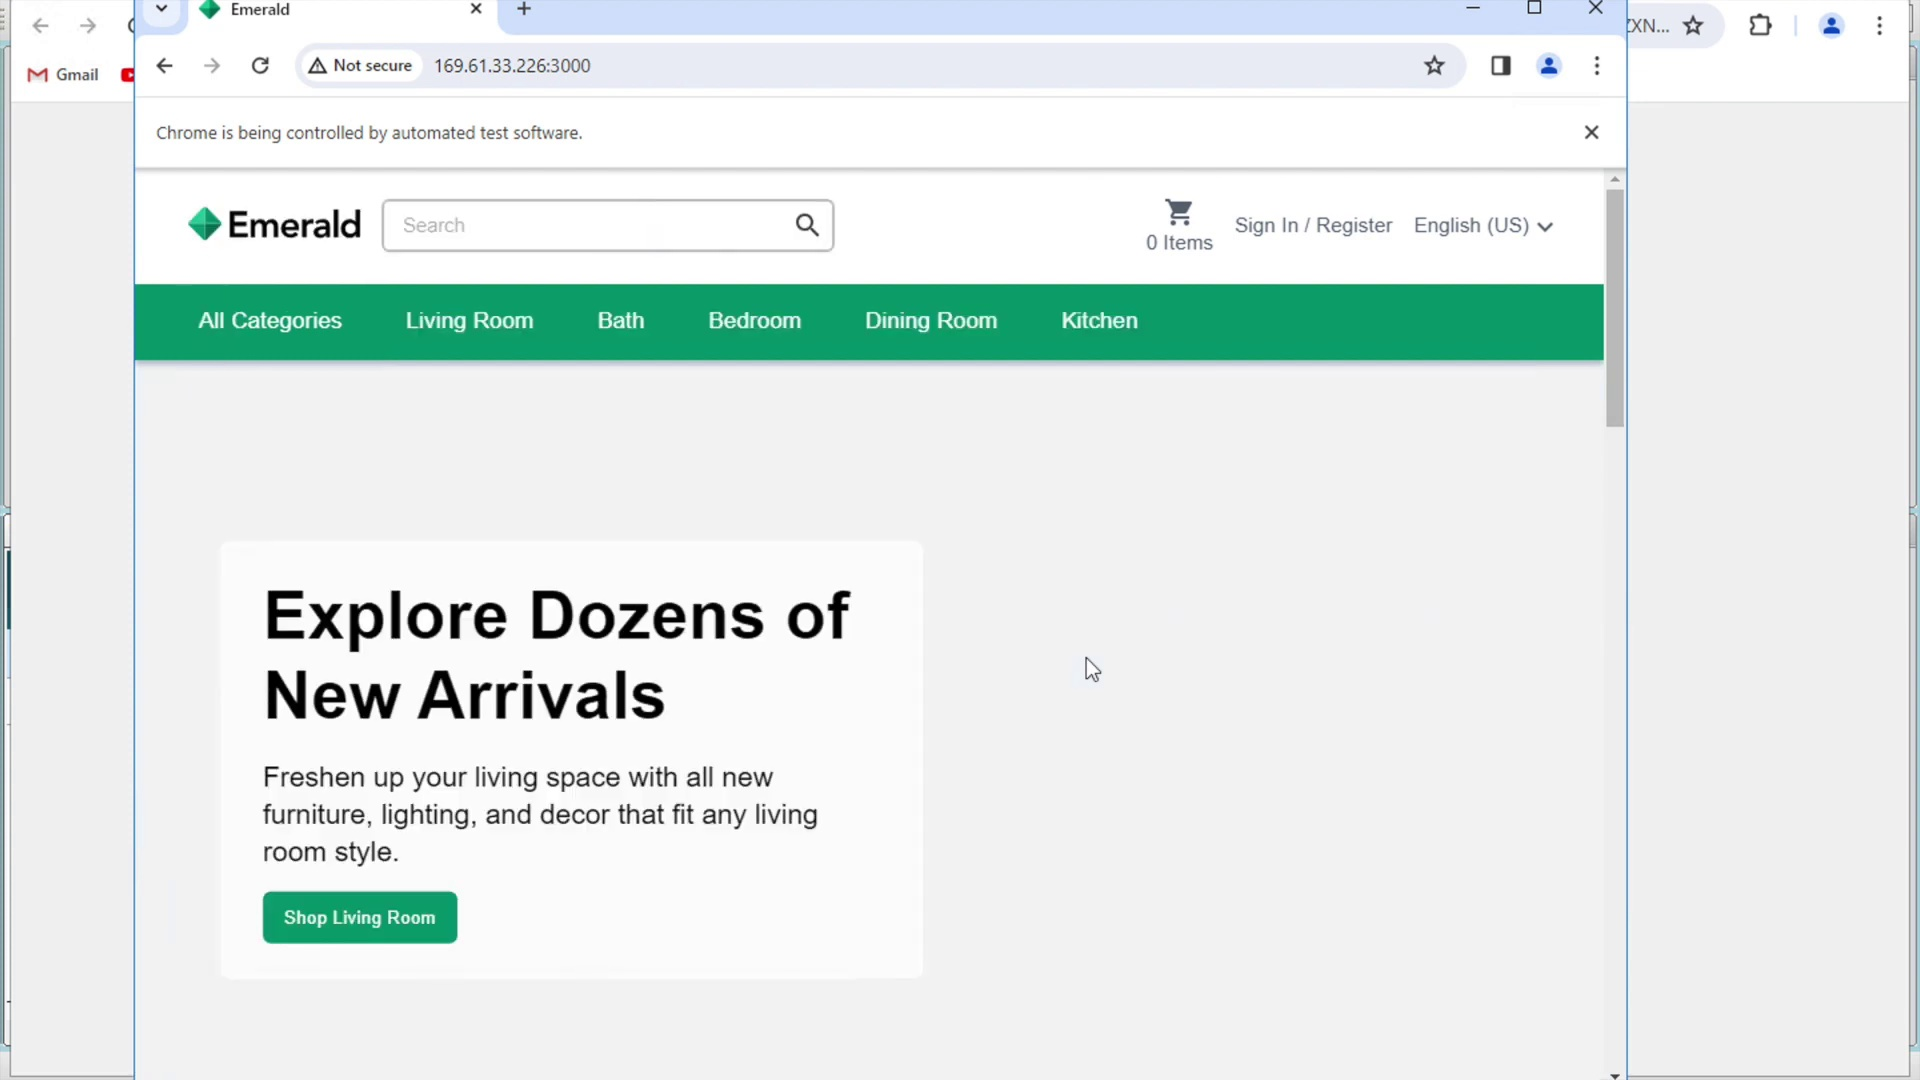 Emerald
ZXN...
Gmail
Not secure
169.61.33.226:3000
Chrome is being controlled by automated test software.
Emerald
Search
0 Items
Sign In / Register
English (US)
All Categories
Living Room
Bath
Bedroom
Dining Room
Kitchen
Explore Dozens of
New Arrivals
Freshen up your living space with all new
furniture, lighting, and decor that fit any living
room style.
Shop Living Room